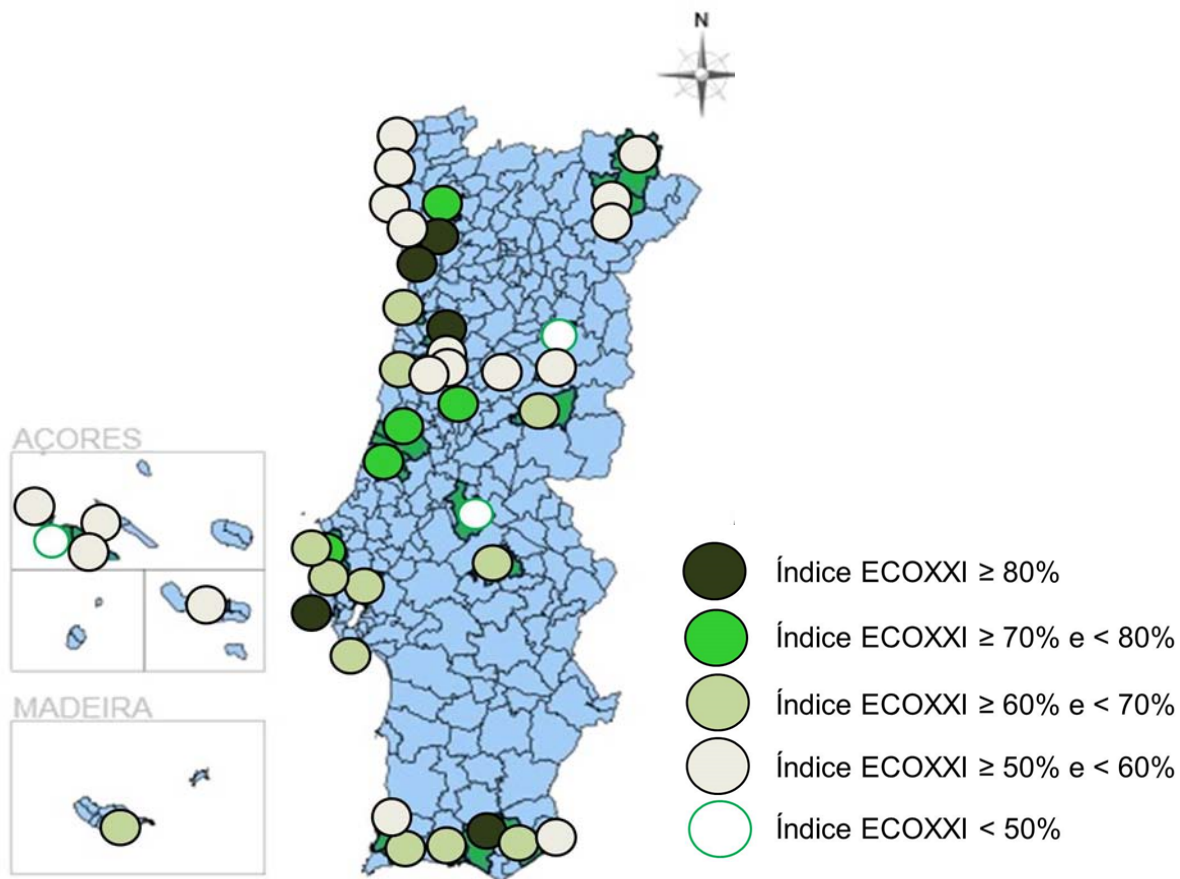 N
AÇORES
MADEIRA
Índice ECOXXI ≥ 80%
Índice ECOXXI ≥ 70% e < 80%
Índice ECOXXI ≥ 60% e < 70%
Índice ECOXXI ≥ 50% e < 60%
Índice ECOXXI < 50%